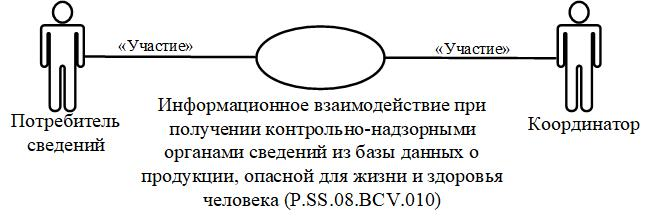 «Участие»
«Участие»
Потребитель
сведений
Информационное взаимодействие при
получении контрольно-надзорными
органами сведений из базы данных о
продукции, опасной для жизни и здоровья
человека (P.SS.08.BCV.010)
Координатор